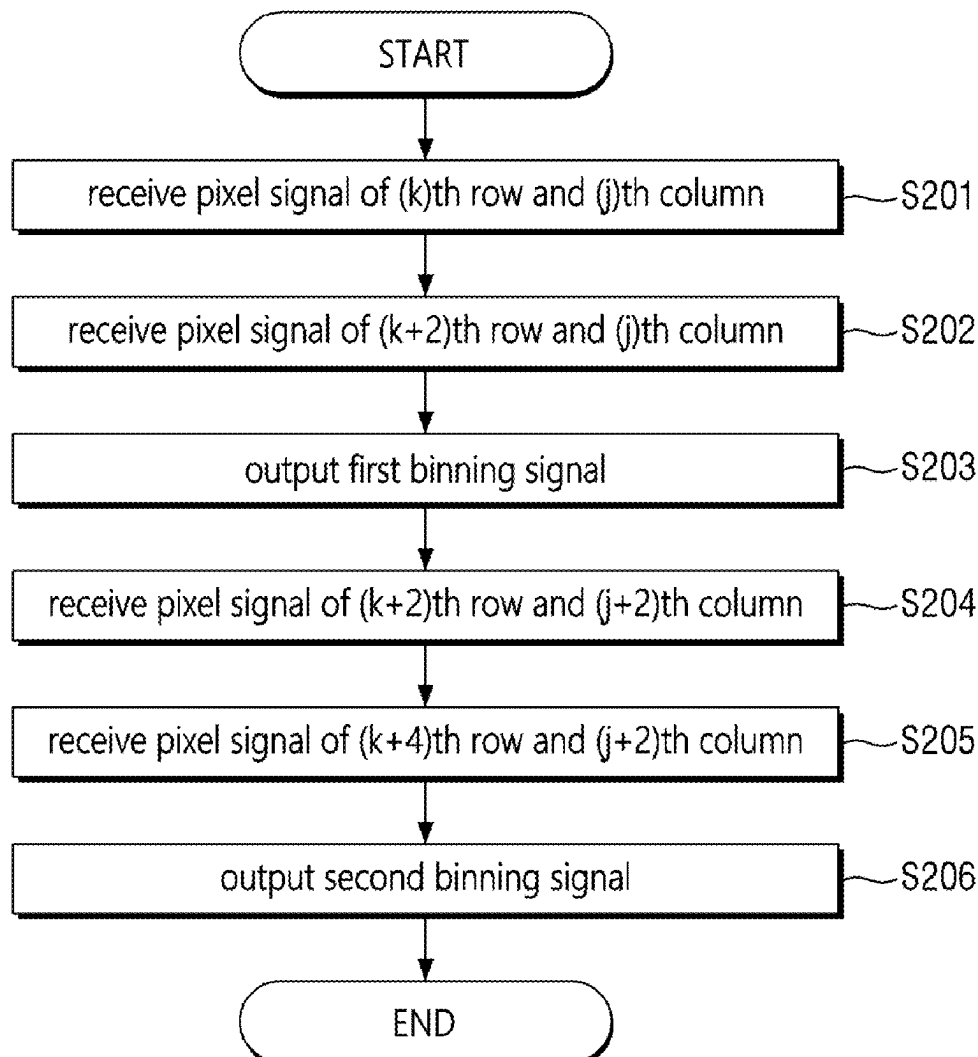 START
receive pixel signal of (k)th row and (j)th column
S201
receive pixel signal of (k+2)th row and (j)th column
S202
output first binning signal
S203
receive pixel signal of (k+2)th row and (j+2)th column
S204
receive pixel signal of (k+4)th row and (j+2)th column
S205
output second binning signal
S206
END